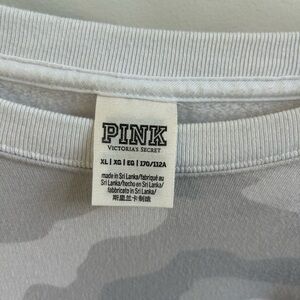 PINK
VICTORIA'S SECRET
XL | XG | EG | 170/112A
made in Sri Lanka/fabriqué au
Sri Lanka/hecho en Sri Lanka/
fabbricato in Sri Lanka/
斯里兰卡制造